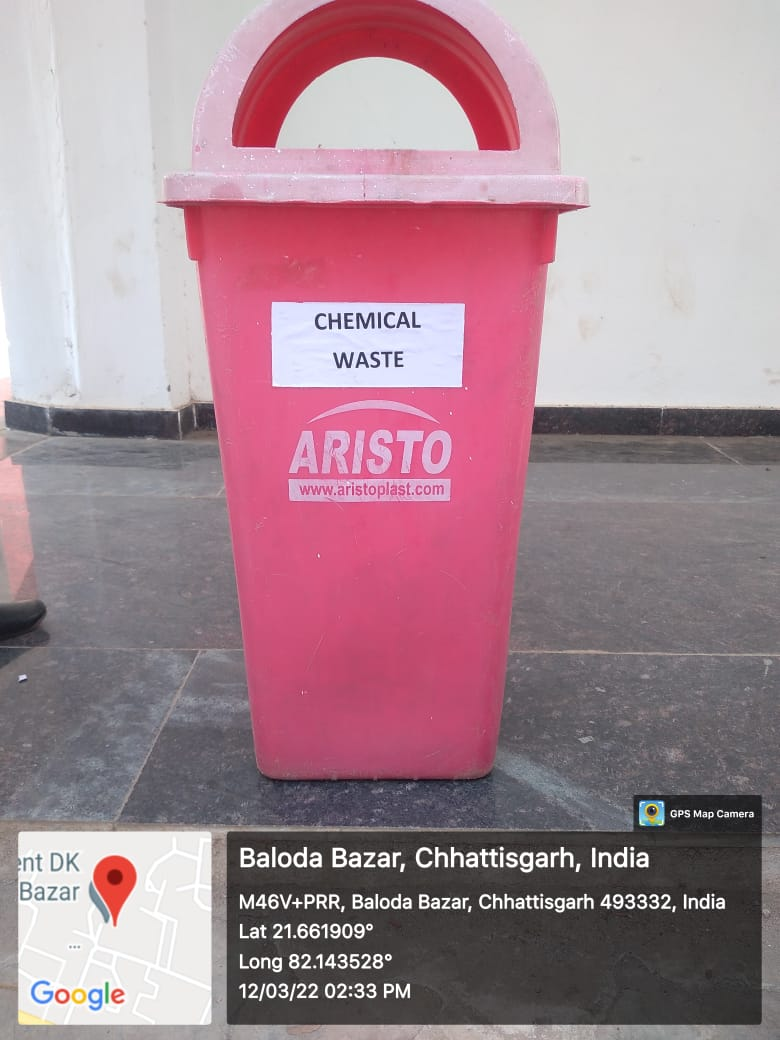 CHEMICAL
WASTE
ARISTO
www.aristoplast.com
GPS Map Camera
ent DK
Bazar
Google
Baloda Bazar, Chhattisgarh, India
M46V+PRR, Baloda Bazar, Chhattisgarh 493332, India
Lat 21.661909°
Long 82.143528°
12/03/22 02:33 PM